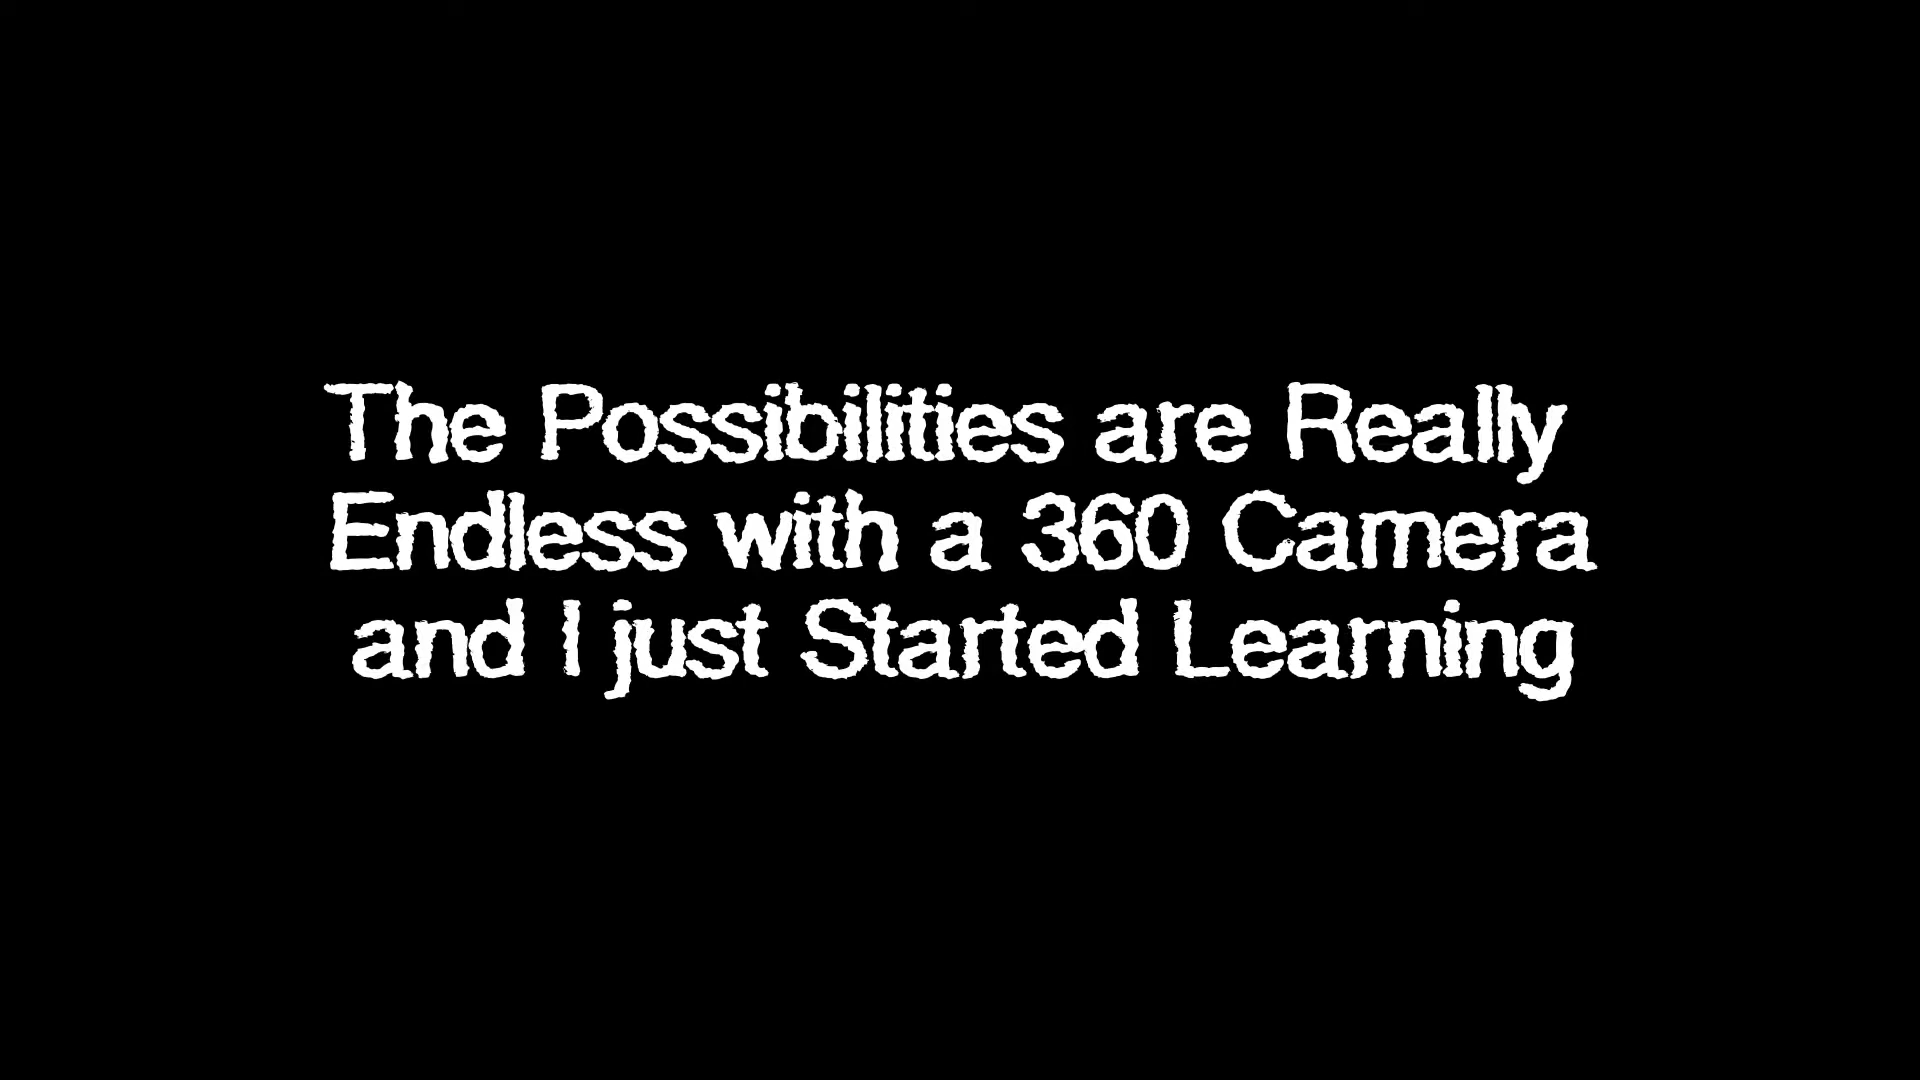 The Possibilities are Really
Endless with a 360 Camera
and I just Started Learning